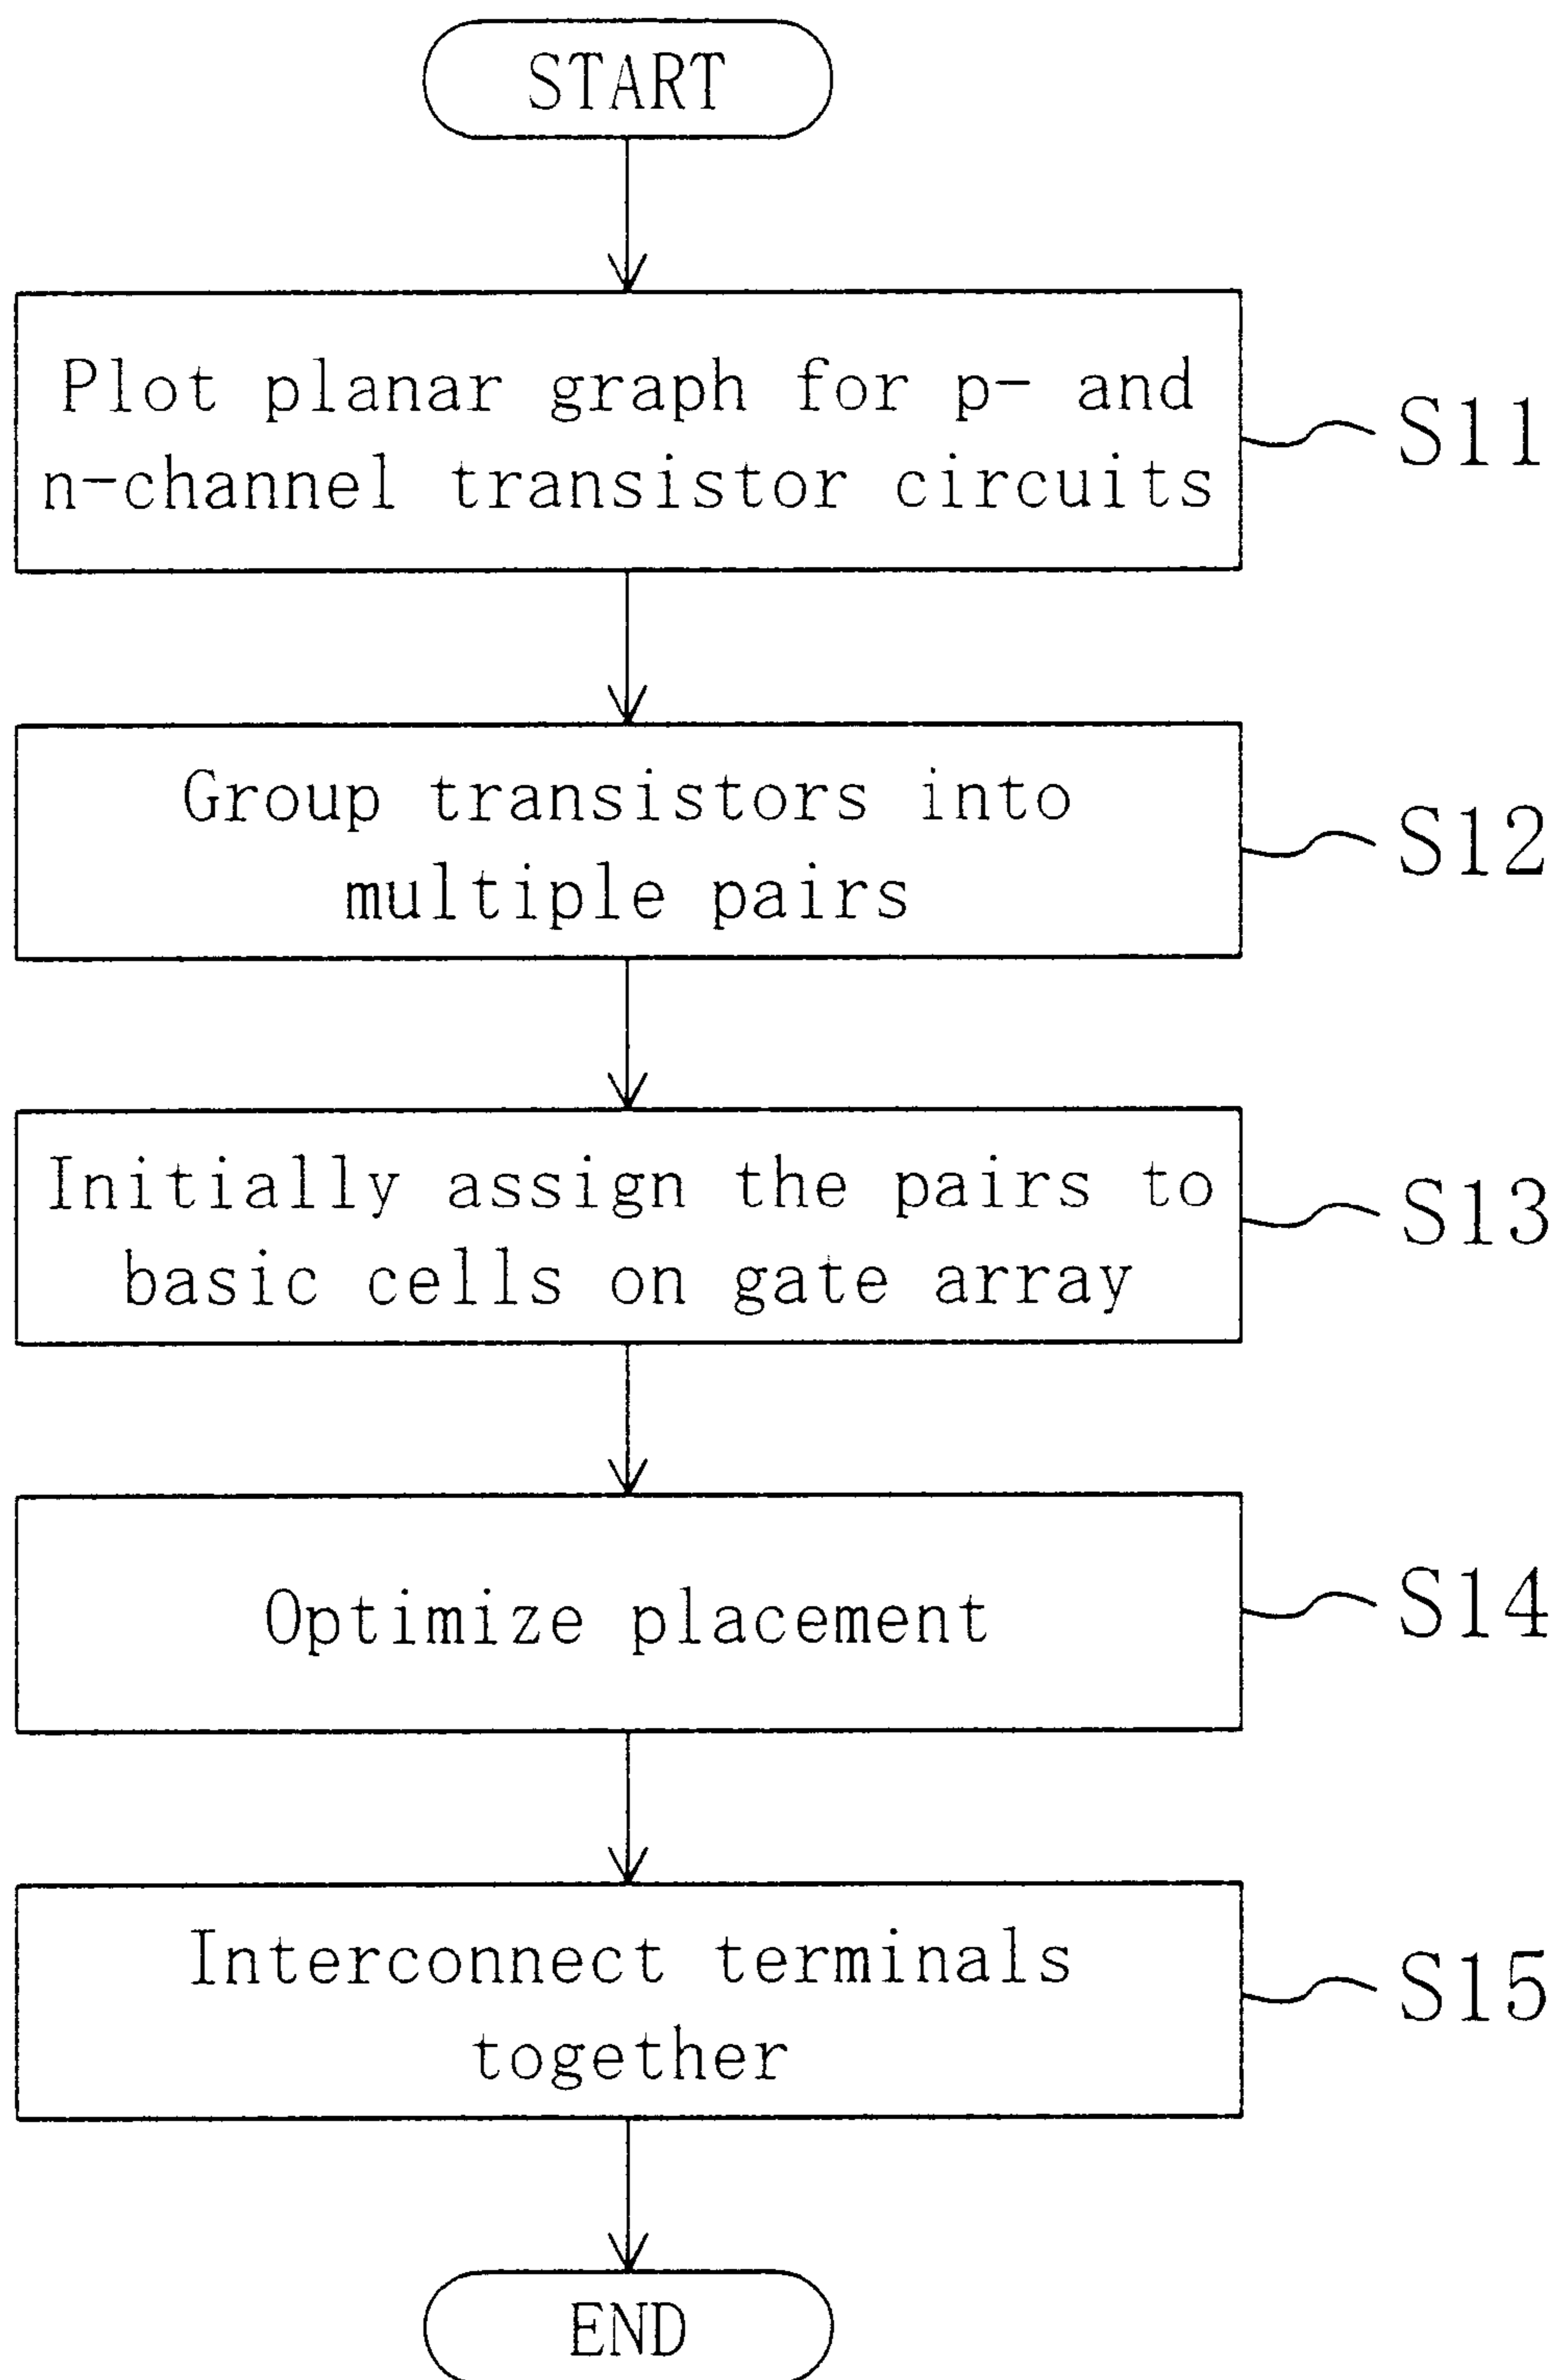 START
Plot planar graph for p- and
n-channel transistor circuits
S11
Group transistors into
multiple pairs
S12
Initially assign the pairs to
basic cells on gate array
S13
Optimize placement
S14
Interconnect terminals
together
S15
END